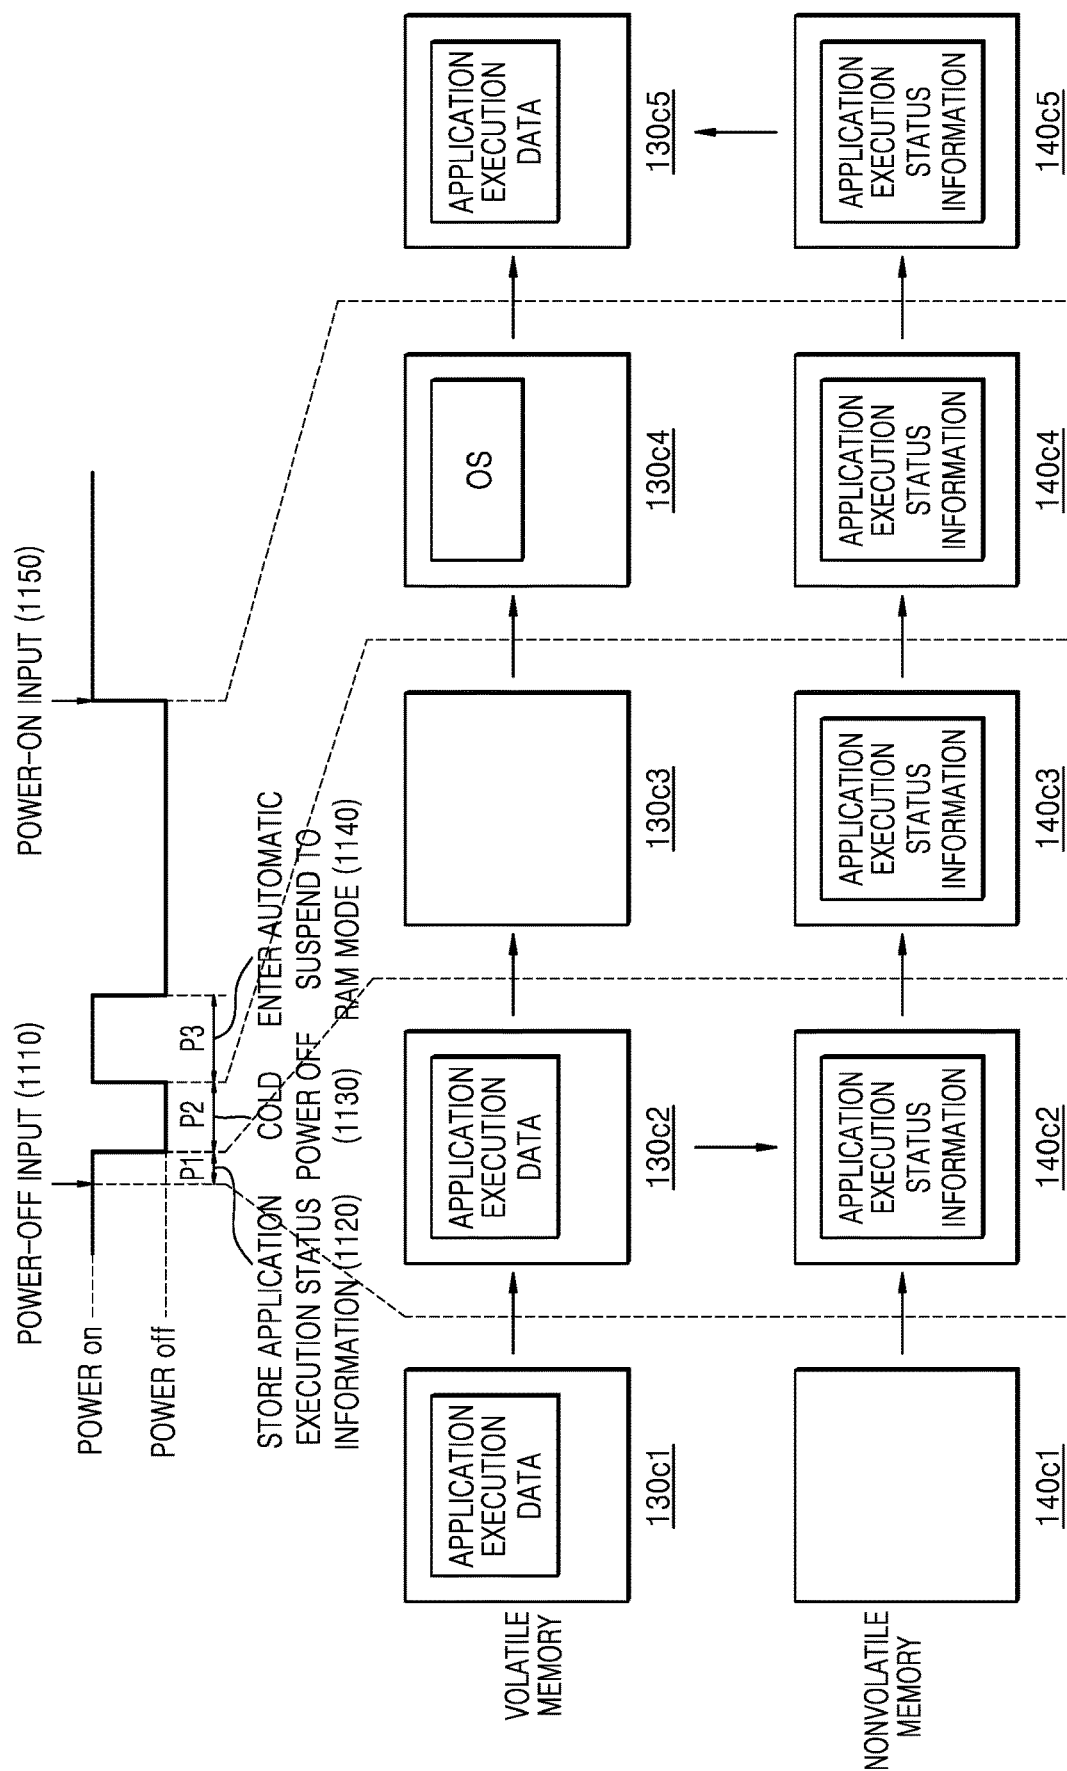 POWER-OFF INPUT (1110)
POWER-ON INPUT (1150)
POWER on
POWER off
P1
P2
P3
STORE APPLICATION
EXECUTION STATUS
INFORMATION (1120)
COLD
POWER OFF
(1130)
ENTER AUTOMATIC
SUSPEND TO
RAM MODE (1140)
VOLATILE
MEMORY
APPLICATION
EXECUTION
DATA
130c1
APPLICATION
EXECUTION
DATA
130c2
130c3
OS
130c4
APPLICATION
EXECUTION
DATA
130c5
NONVOLATILE
MEMORY
140c1
APPLICATION
EXECUTION
STATUS
INFORMATION
140c2
APPLICATION
EXECUTION
STATUS
INFORMATION
140c3
APPLICATION
EXECUTION
STATUS
INFORMATION
140c4
APPLICATION
EXECUTION
STATUS
INFORMATION
140c5